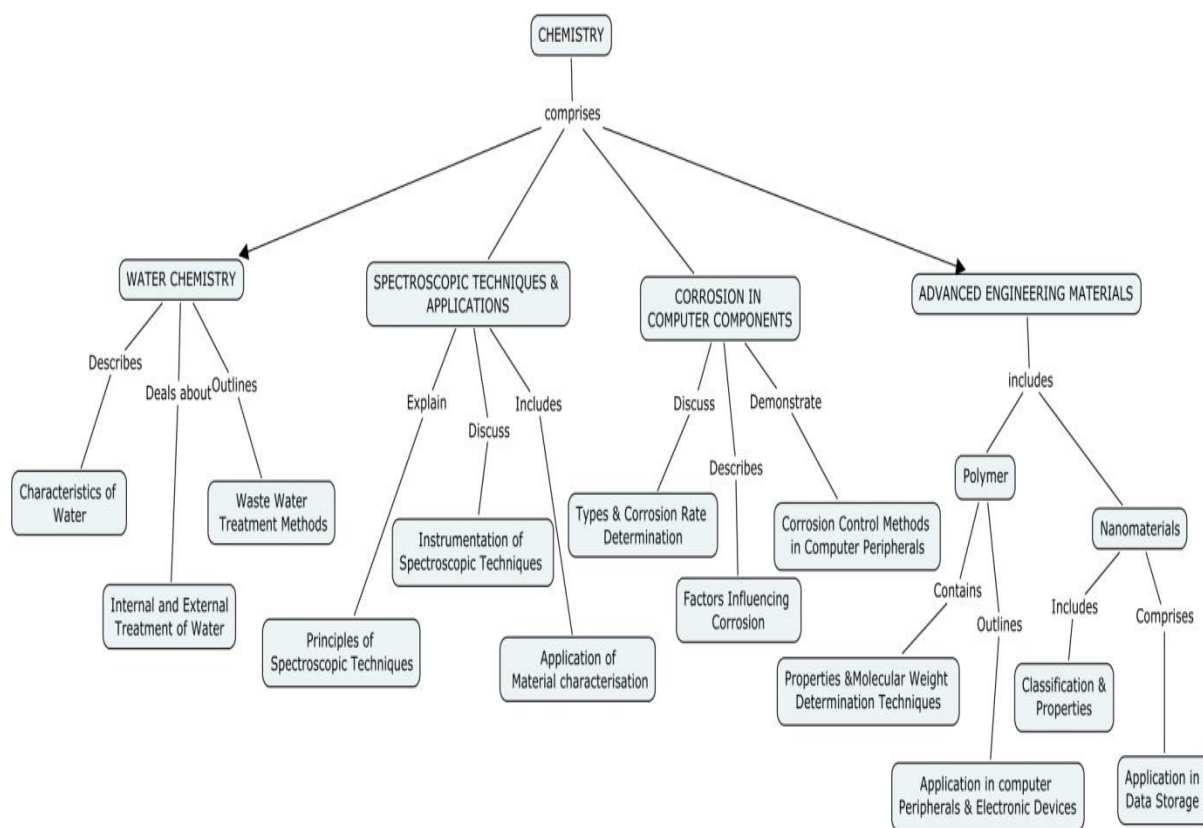 CHEMISTRY
comprises
WATER CHEMISTRY
SPECTROSCOPIC TECHNIQUES &
APPLICATIONS
CORROSION IN
COMPUTER COMPONENTS
ADVANCED ENGINEERING MATERIALS
Describes
Deals about
Outlines
Explain
Discuss
Includes
Discuss
Describes
Demonstrate
includes
Characteristics of
Water
Internal and External
Treatment of Water
Waste Water
Treatment Methods
Principles of
Spectroscopic Techniques
Instrumentation of
Spectroscopic Techniques
Application of
Material characterisation
Types & Corrosion Rate
Determination
Factors Influencing
Corrosion
Corrosion Control Methods
in Computer Peripherals
Polymer
Nanomaterials
Contains
Outlines
Includes
Comprises
Properties &Molecular Weight
Determination Techniques
Application in computer
Peripherals & Electronic Devices
Classification &
Properties
Application in
Data Storage